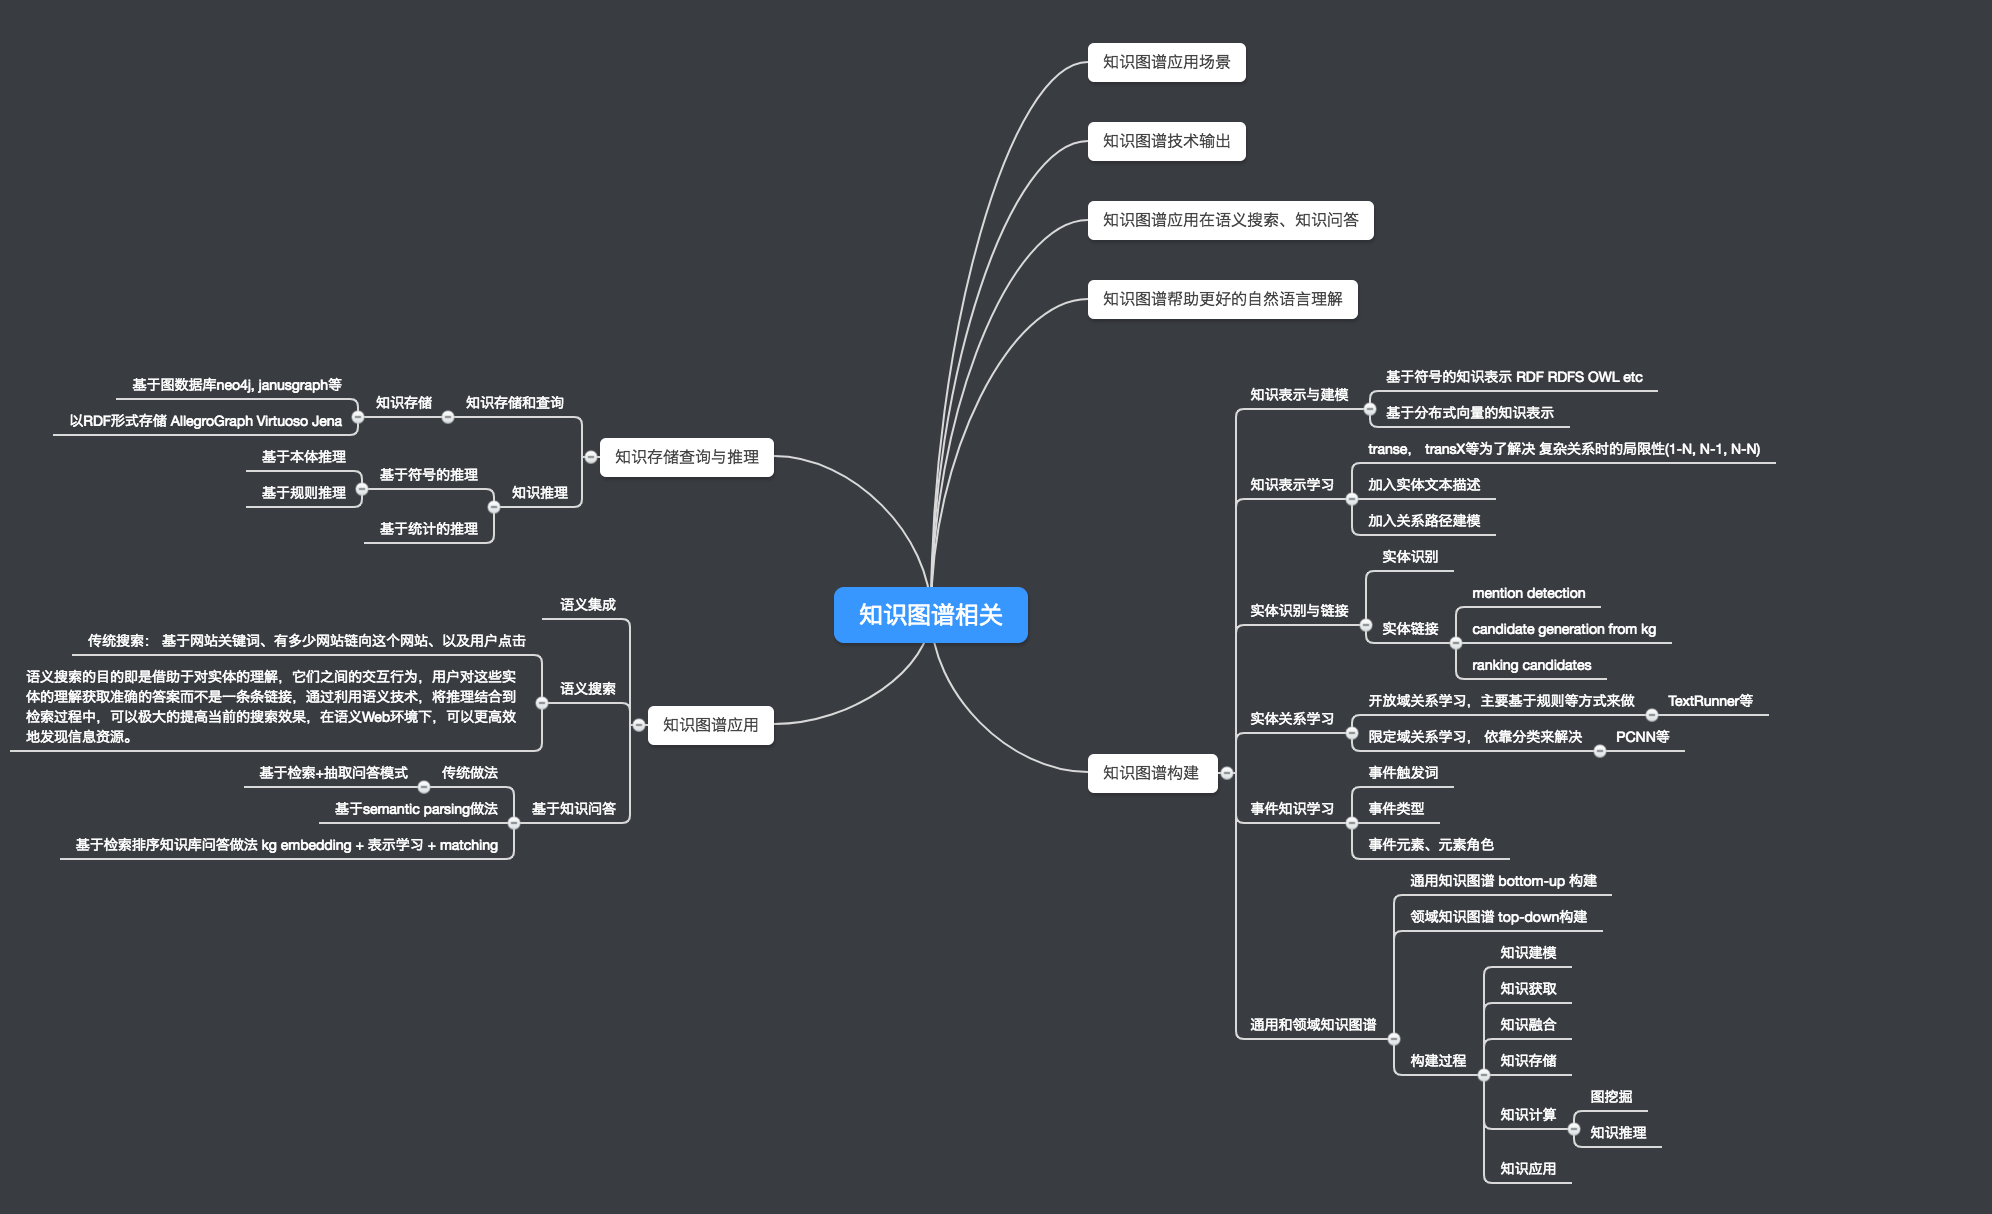 知识图谱相关
知识图谱应用场景
知识图谱技术输出
知识图谱应用在语义搜索、知识问答
知识图谱帮助更好的自然语言理解
知识图谱构建
知识表示与建模
基于符号的知识表示 RDF RDFS OWL etc
基于分布式向量的知识表示
知识表示学习
transe， transX等为了解决 复杂关系时的局限性(1-N, N-1, N-N)
加入实体文本描述
加入关系路径建模
实体识别与链接
实体识别
实体链接
mention detection
candidate generation from kg
ranking candidates
实体关系学习
开放域关系学习，主要基于规则等方式来做
TextRunner等
限定域关系学习， 依靠分类来解决
PCNN等
事件知识学习
事件触发词
事件类型
事件元素、元素角色
通用和领域知识图谱
通用知识图谱 bottom-up 构建
领域知识图谱 top-down构建
构建过程
知识建模
知识获取
知识融合
知识存储
知识计算
图挖掘
知识推理
知识应用
知识存储查询与推理
知识存储和查询
知识存储
基于图数据库neo4j, janusgraph等
以RDF形式存储 AllegroGraph Virtuoso Jena
知识推理
基于符号的推理
基于本体推理
基于规则推理
基于统计的推理
知识图谱应用
语义集成
语义搜索
传统搜索： 基于网站关键词、有多少网站链向这个网站、以及用户点击
语义搜索的目的即是借助于对实体的理解，它们之间的交互行为，用户对这些实
体的理解获取准确的答案而不是一条条链接，通过利用语义技术，将推理结合到
检索过程中，可以极大的提高当前的搜索效果，在语义Web环境下，可以更高效
地发现信息资源。
基于知识问答
传统做法
基于检索+抽取问答模式
基于semantic parsing做法
基于检索排序知识库问答做法 kg embedding + 表示学习 + matching